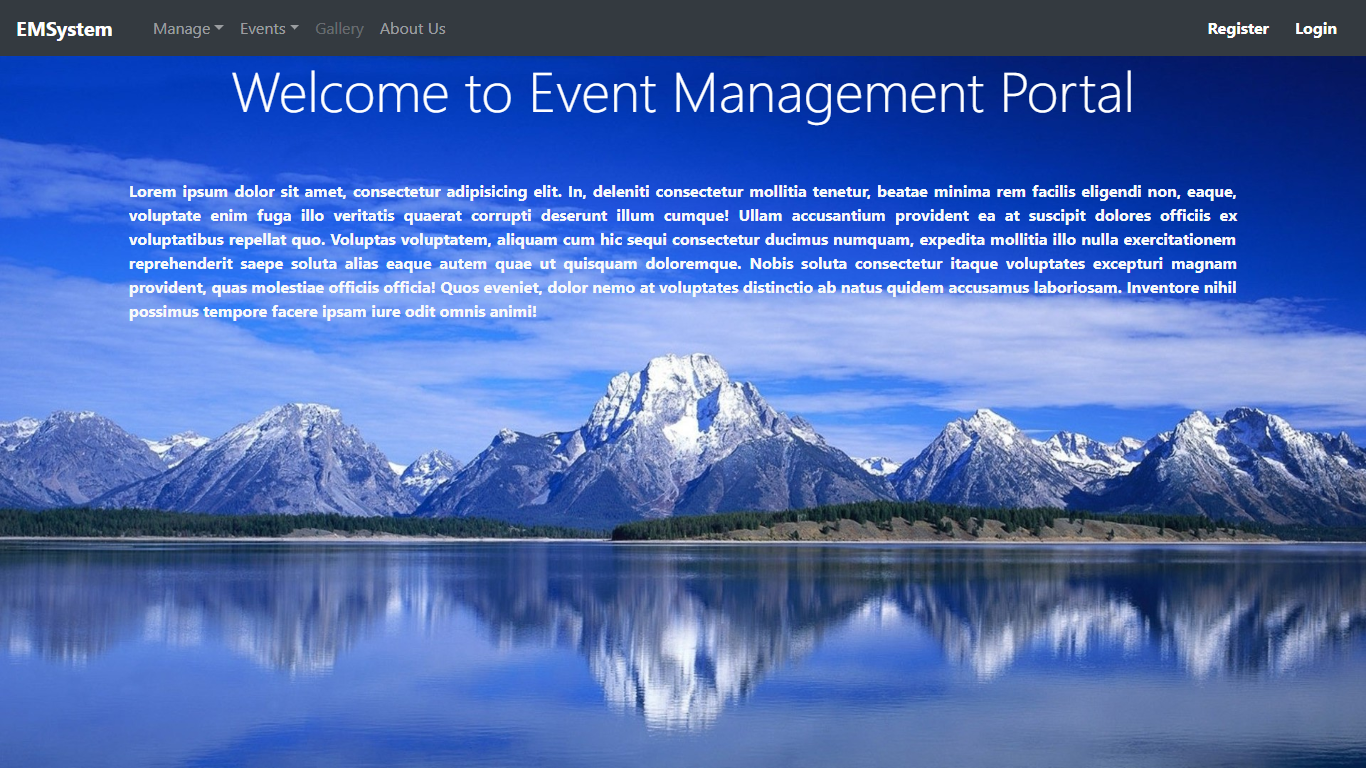 EMSystem Manage Events Gallery About Us Register Login
Welcome to Event Management Portal
Lorem ipsum dolor sit amet, consectetur adipisicing elit. In, deleniti consectetur mollitia tenetur, beatae minima rem facilis eligendi non, eaque,
voluptate enim fuga illo veritatis quaerat corrupti deserunt illum cumque! Ullam accusantium provident ea at suscipit dolores officiis ex
voluptatibus repellat quo. Voluptas voluptatem, aliquam cum hic sequi consectetur ducimus numquam, expedita mollitia illo nulla exercitationem
reprehenderit saepe soluta alias eaque autem quae ut quisquam doloremque. Nobis soluta consectetur itaque voluptates excepturi magnam
provident, quas molestiae officiis officia! Quos eveniet, dolor nemo at voluptates distinctio ab natus quidem accusamus laboriosam. Inventore nihil
possimus tempore facere ipsam iure odit omnis animi!